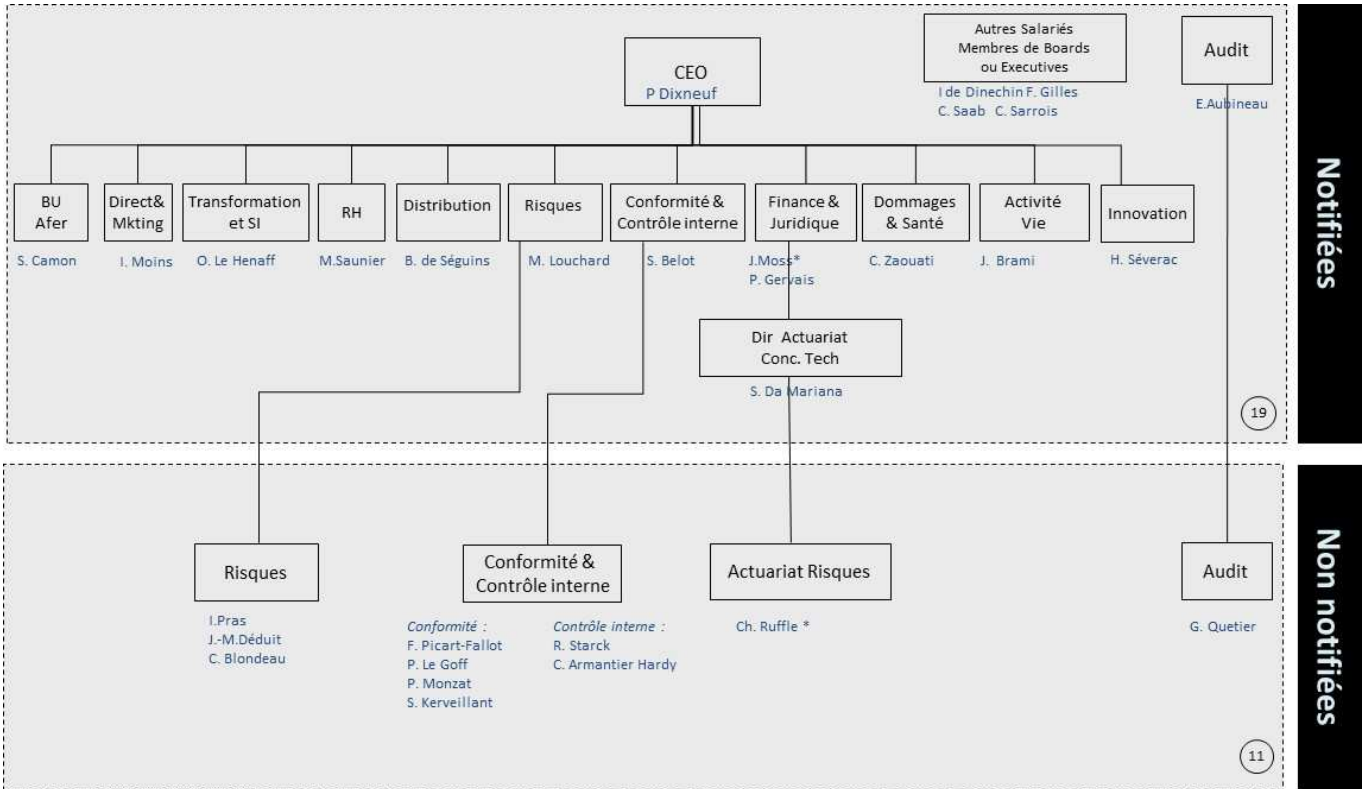 Autres Salariés
Membres de Boards
ou Executives
I de Dinechin F. Gilles
C. Saab C. Sarrois
Audit
E.Aubineau
CEO
P Dixneuf
BU
Afer
S. Camon
Direct&
Mkting
I. Moins
Transformation
et SI
O. Le Henaff
RH
M.Saunier
Distribution
B. de Séguins
Risques
M. Louchard
Conformité &
Contrôle interne
S. Belot
Finance &
Juridique
J.Moss*
P. Gervais
Dommages
& Santé
C. Zaouati
Activité
Vie
J. Brami
Innovation
H. Séverac
Dir Actuariat
Conc. Tech
S. Da Mariana
19
Notifiées
Risques
I.Pras
J.-M.Déduit
C. Blondeau
Conformité &
Contrôle interne
Conformité :
F. Picart-Fallot
P. Le Goff
P. Monzat
S. Kerveillant
Contrôle interne :
R. Starck
C. Armantier Hardy
Actuariat Risques
Ch. Ruffle *
Audit
G. Quetier
11
Non notifiées